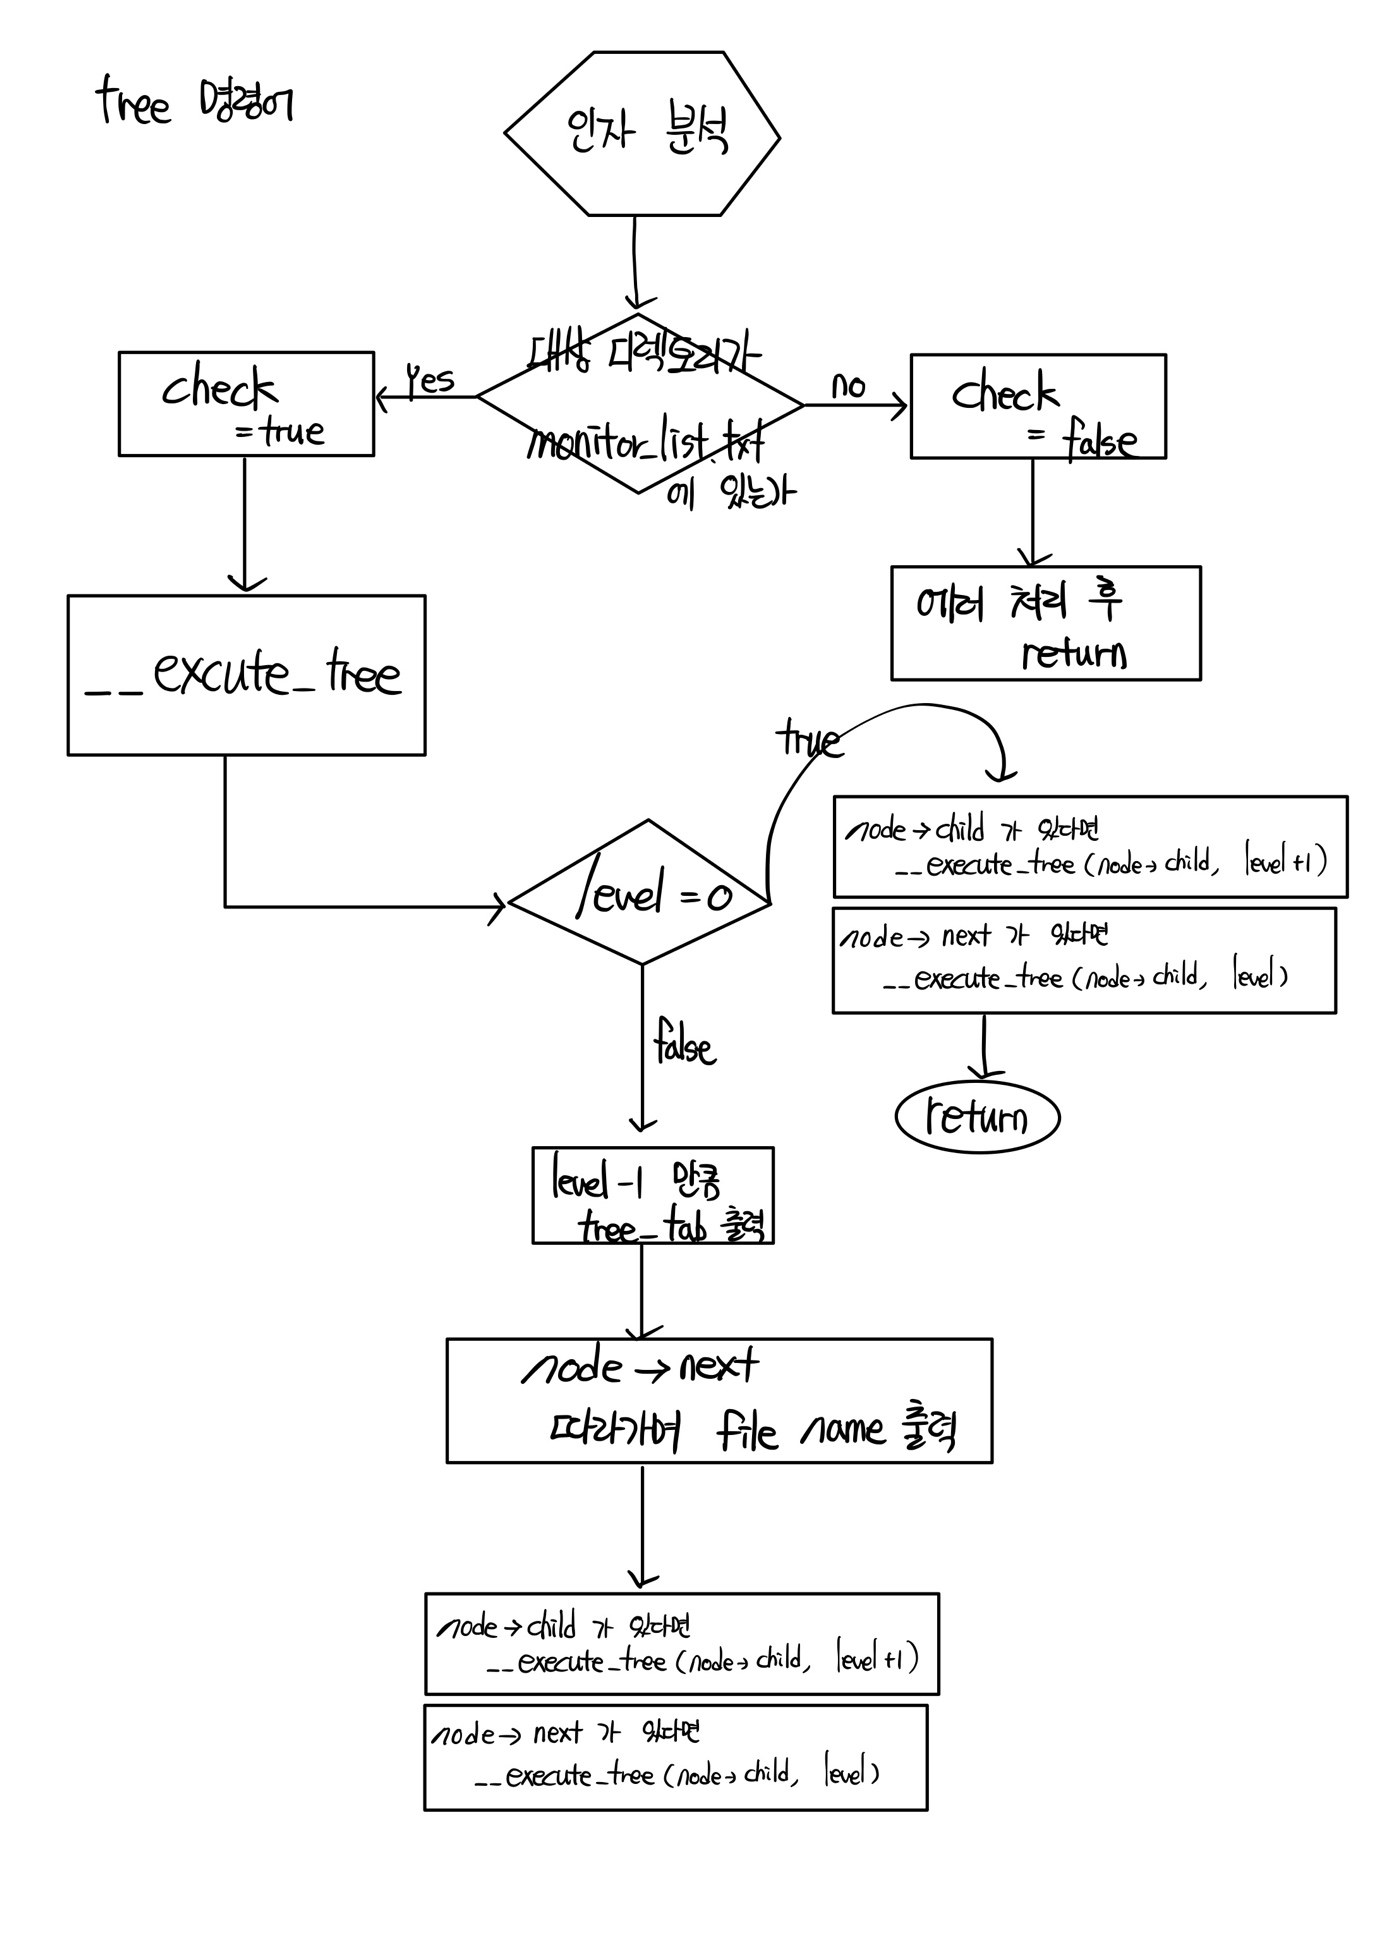 tree 명령어
인자 분석
대상 디렉토리가
monitor_list.txt
에 있는가
yes
no
check
=true
check
= false
__excute_tree
에러 처리 후
return
level =0
true
node→child 가 있다면
__execute_tree (node→child, level+1)
node→ next 가 있다면
__execute_tree (node→child, level)
return
false
level-1 만큼
tree_tab 출력
node→next
따라가며 file name 출력
node→child 가 있다면
__execute_tree (node→child, level+1)
node→ next 가 있다면
__execute_tree (node→child, level)